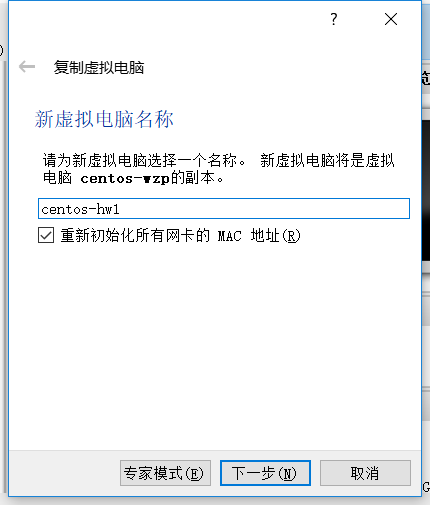 ?
复制虚拟电脑
新虚拟电脑名称
请为新虚拟电脑选择一个名称。 新虚拟电脑将是虚拟
电脑 centos-wzp的副本。
centos-hw1
重新初始化所有网卡的 MAC 地址(R)
专家模式(E) 下一步(N) 取消